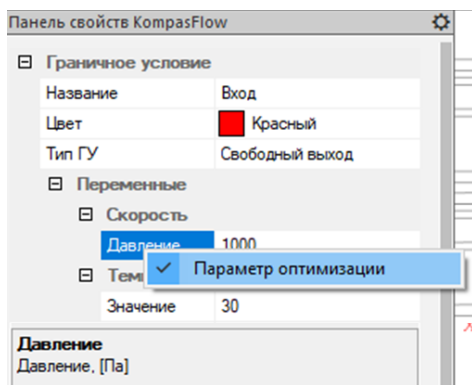 Панель свойств KompasFlow
Граничное условие
Название Вход
Цвет Красный
Тип ГУ Свободный выход
Переменные
Скорость
Давление 1000
Параметр оптимизации
Значение 30
Давление
Давление, [Па]